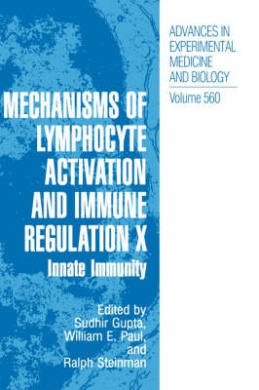 ADVANCES IN
EXPERIMENTAL
MEDICINE
AND BIOLOGY
Volume 560
MECHANISMS OF
LYMPHOCYTE
ACTIVATION
AND IMMUNE
REGULATION X
Innate Immunity
Edited by
Sudhir Gupta,
William E. Paul,
and
Ralph Steinman